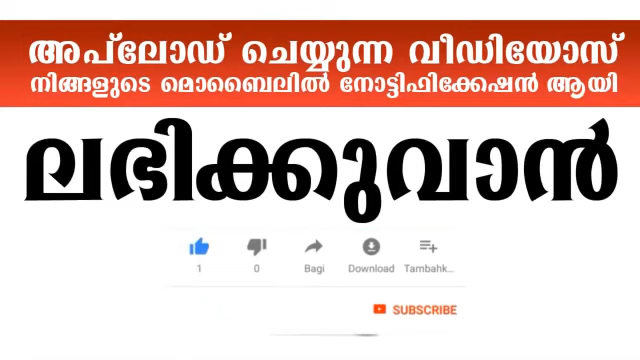 അപ്ലോഡ് ചെയ്യുന്ന വീഡിയോസ്
നിങ്ങളുടെ മൊബൈലിൽ നോട്ടിഫിക്കേഷൻ ആയി
ലഭിക്കുവാൻ
1 0 Bagi Download Tambahk...
SUBSCRIBE